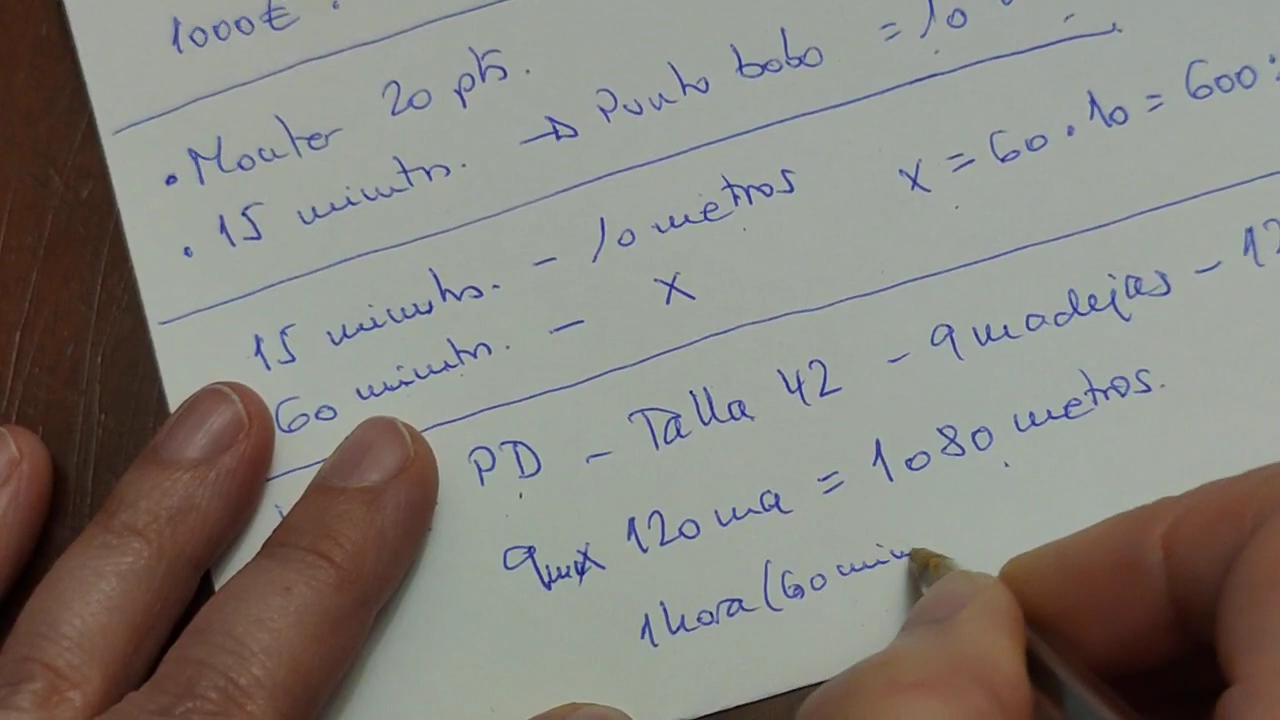 1000€
• Montar 20 pts.
• 15 minutos. → Punto bobo = 10
15 minutos. - 10 metros
60 minutos. - x
x = 60 . 10 = 600 :
PD - Talla 42 - 9 madejas - 12
9 x 120 m = 1080 metros.
1 hora (60 min